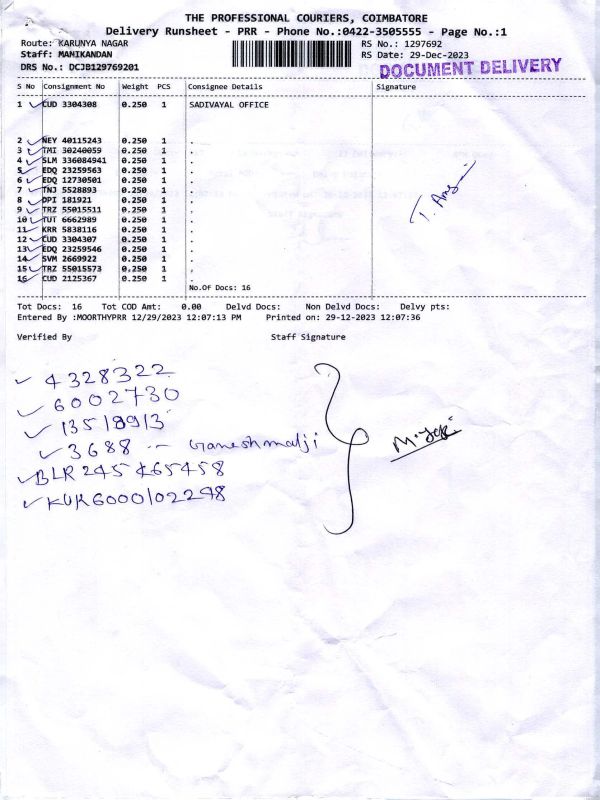 THE PROFESSIONAL COURIERS, COIMBATORE
Delivery Runsheet - PRR - Phone No.:0422-3505555 - Page No.:1
Route: KARUNYA NAGAR RS No.: 1297692
Staff: MANIKANDAN RS Date: 29-Dec-2023
DRS No.: DCJB129769201 DOCUMENT DELIVERY
S No Consignment No Weight PCS Consignee Details Signature
1 CUD 3304308 0.250 1 SADIVAYAL OFFICE
2 NEY 40115243 0.250 1 .
3 TMI 30240059 0.250 1 .
4 SLM 336084941 0.250 1 .
5 EDQ 23259563 0.250 1 .
6 EDQ 12730501 0.250 1 .
7 TNJ 5528893 0.250 1 .
8 DPI 181921 0.250 1 .
9 TRZ 55015511 0.250 1 .
10 TUT 6662989 0.250 1 .
11 KRR 5838116 0.250 1 .
12 CUD 3304307 0.250 1 .
13 EDQ 23259546 0.250 1 .
14 SVM 2669922 0.250 1 .
15 TRZ 55015573 0.250 1 .
16 CUD 2125367 0.250 1 .
No.Of Docs: 16
Tot Docs: 16 Tot COD Amt: 0.00 Delvd Docs: Non Delvd Docs: Delvy pts:
Entered By :MOORTHYPRR 12/29/2023 12:07:13 PM Printed on: 29-12-2023 12:07:36
Verified By Staff Signature
4328322
6002730
13518913
3688 - Ganeshmalji
BLR 245465458
KUR6000102248